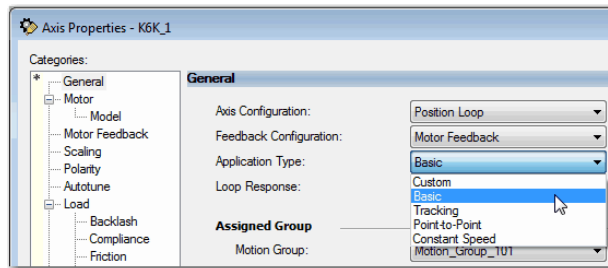 Axis Properties - K6K_1
Categories:
* General
Motor
Model
Motor Feedback
Scaling
Polarity
Autotune
Load
Backlash
Compliance
Friction
General
Axis Configuration: Position Loop
Feedback Configuration: Motor Feedback
Application Type: Basic
Loop Response:
Custom
Basic
Tracking
Point-to-Point
Constant Speed
Assigned Group
Motion Group: Motion_Group_101